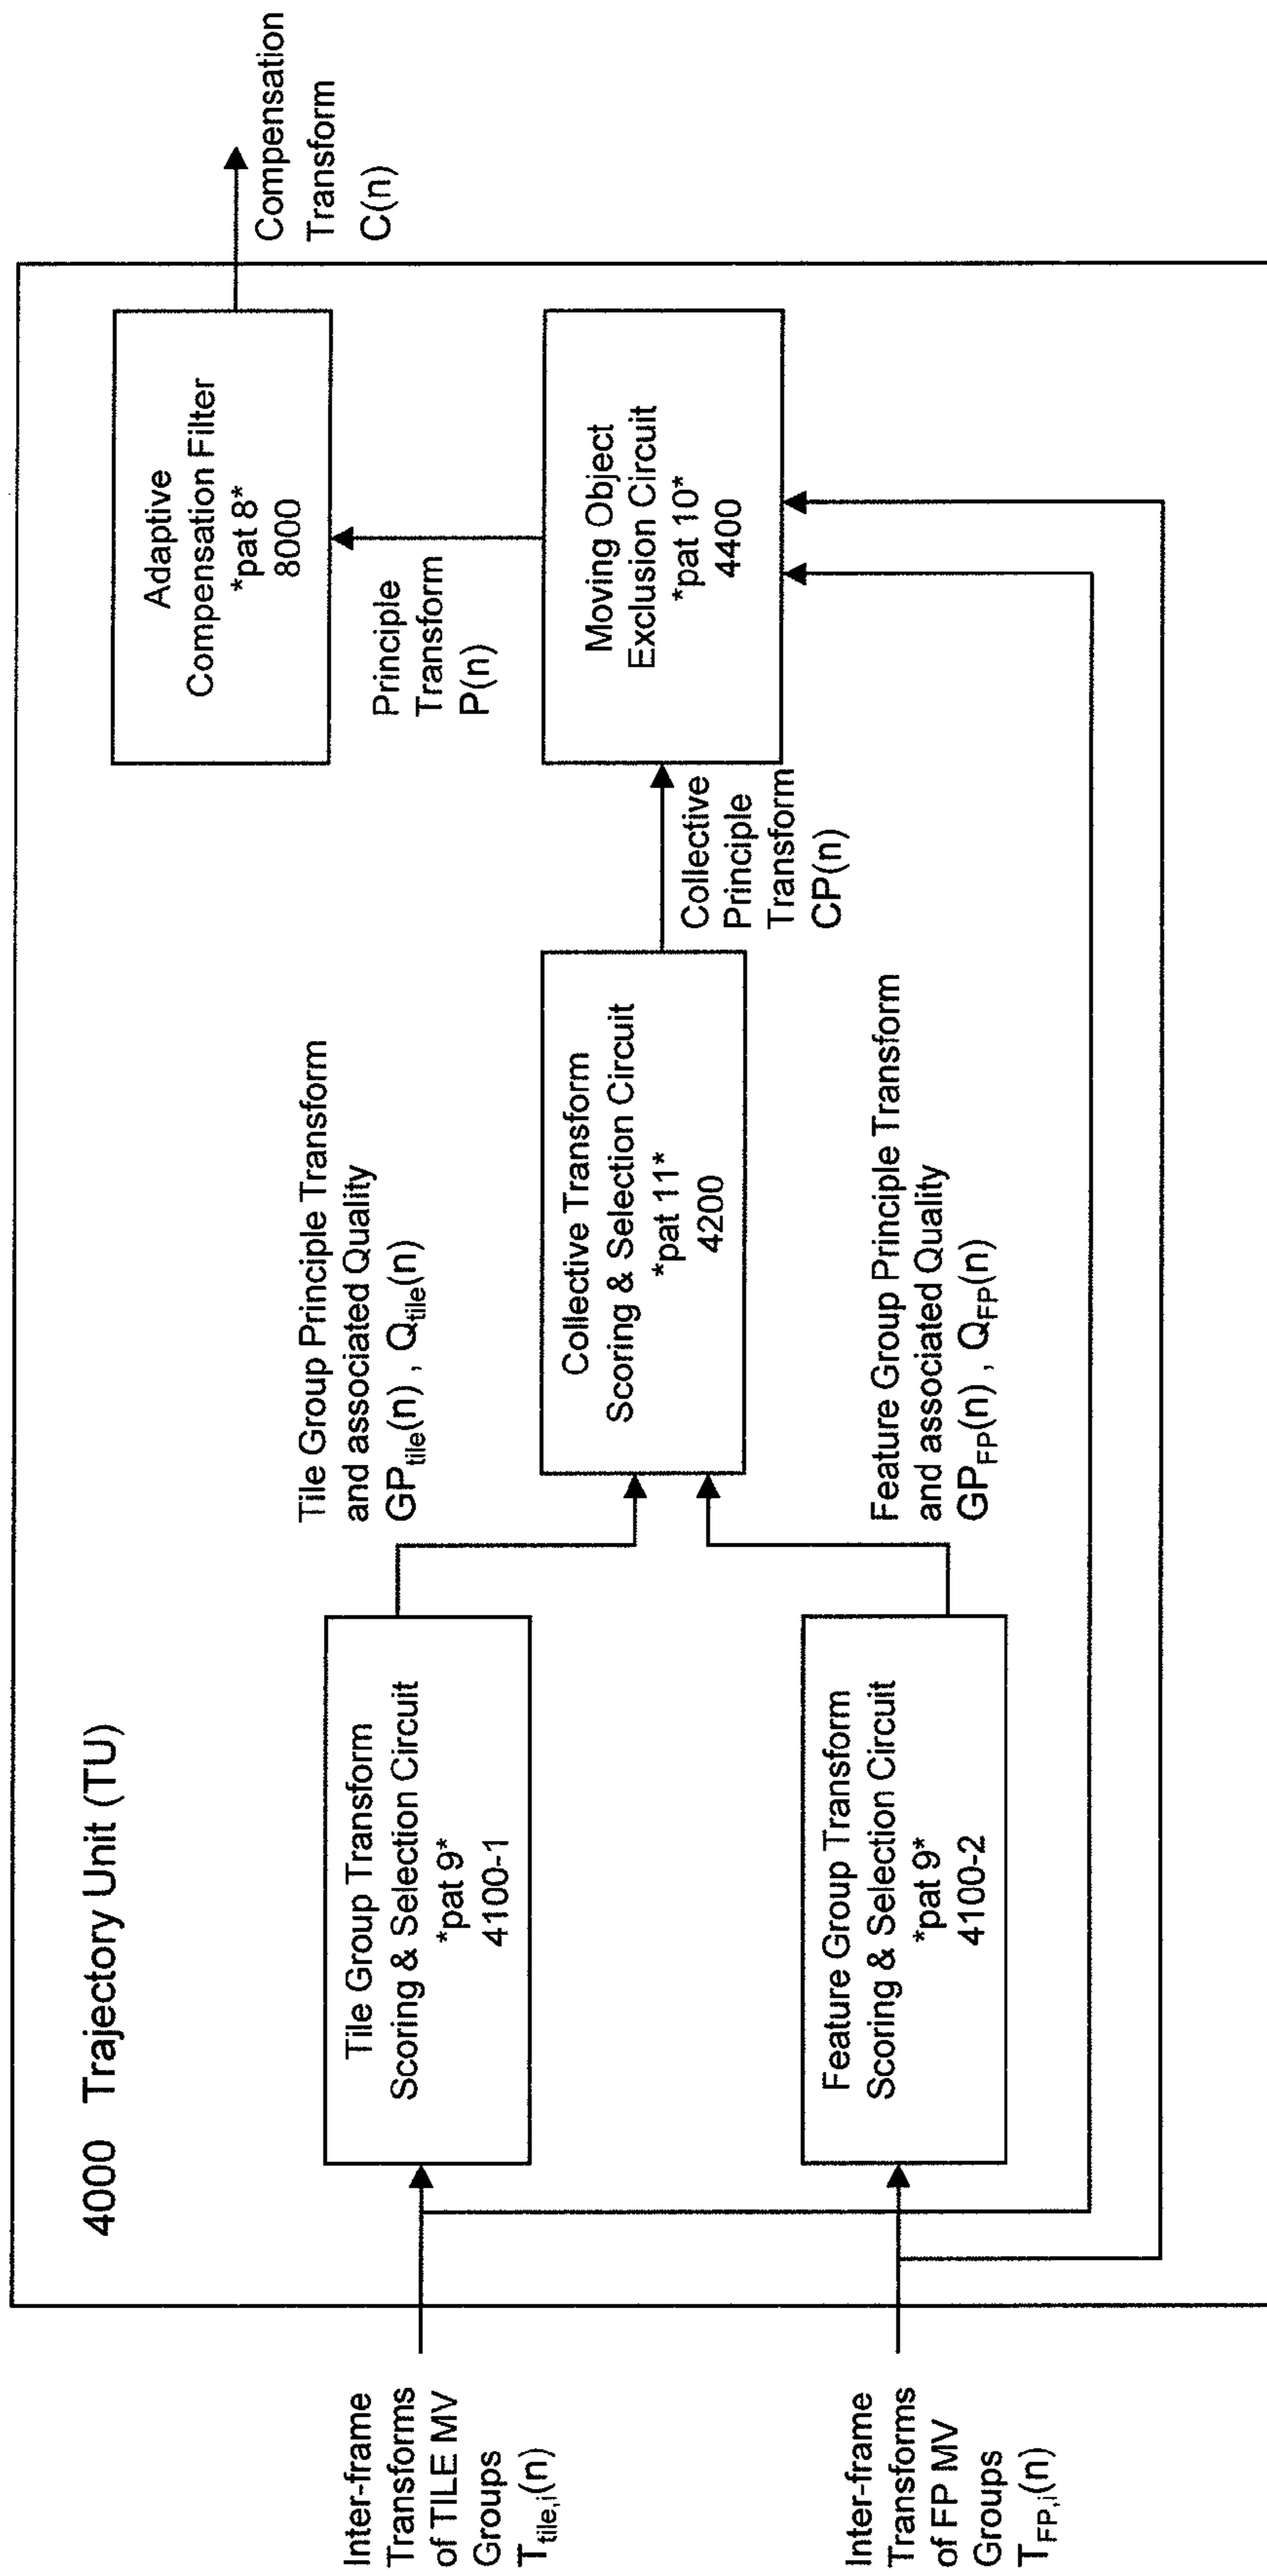 4000 Trajectory Unit (TU)
Inter-frame
Transforms
of TILE MV
Groups
T_tile,i(n)
Inter-frame
Transforms
of FP MV
Groups
T_FP,i(n)
Tile Group Transform
Scoring & Selection Circuit
*pat 9*
4100-1
Feature Group Transform
Scoring & Selection Circuit
*pat 9*
4100-2
Tile Group Principle Transform
and associated Quality
GP_tile(n) , Q_tile(n)
Feature Group Principle Transform
and associated Quality
GP_FP(n) , Q_FP(n)
Collective Transform
Scoring & Selection Circuit
*pat 11*
4200
Collective
Principle
Transform
CP(n)
Moving Object
Exclusion Circuit
*pat 10*
4400
Principle
Transform
P(n)
Adaptive
Compensation Filter
*pat 8*
8000
Compensation
Transform
C(n)